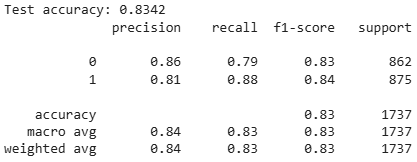 Test accuracy: 0.8342
precision recall f1-score support
0 0.86 0.79 0.83 862
1 0.81 0.88 0.84 875
accuracy 0.83 1737
macro avg 0.84 0.83 0.83 1737
weighted avg 0.84 0.83 0.83 1737